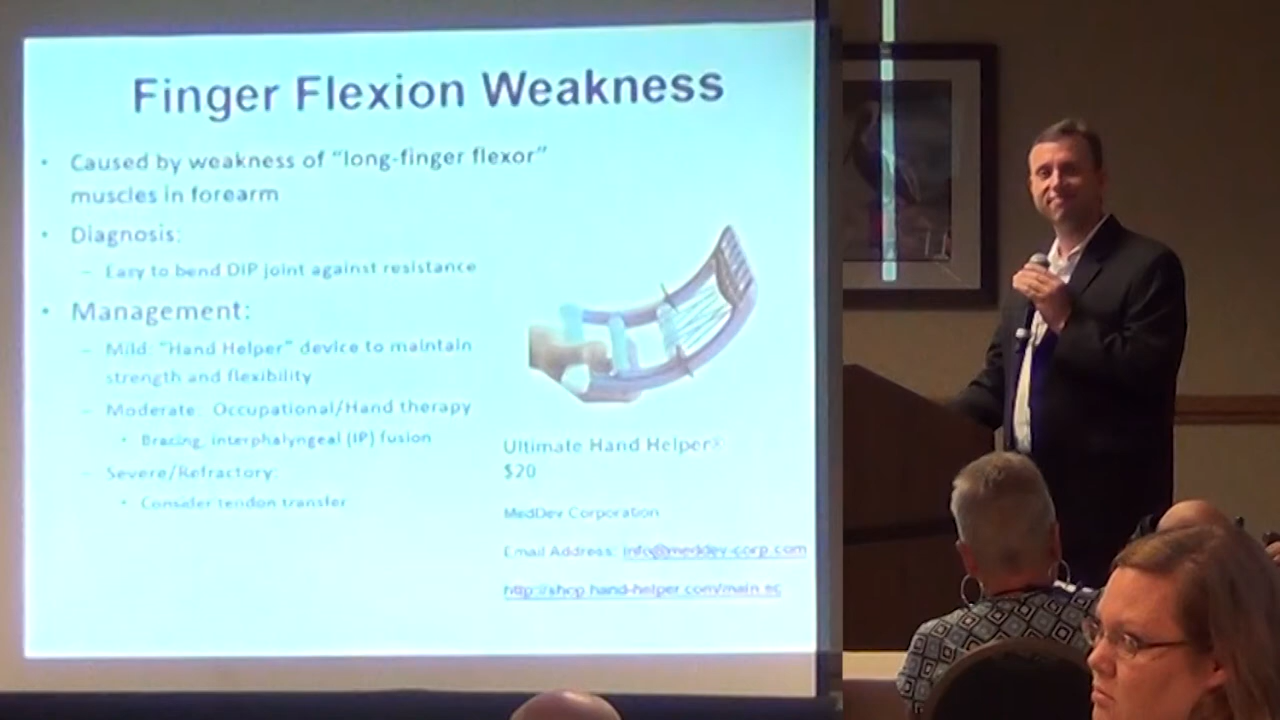 Finger Flexion Weakness
• Caused by weakness of "long-finger flexor"
muscles in forearm
• Diagnosis:
– Easy to bend DIP joint against resistance
• Management:
– Mild: "Hand Helper" device to maintain
strength and flexibility
– Moderate: Occupational/Hand therapy
• Bracing, interphalyngeal (IP) fusion
– Severe/Refractory:
• Consider tendon transfer
Ultimate Hand Helper®
$20
MedDev Corporation
Email Address: info@meddev-corp.com
http://shop.hand-helper.com/main.sc